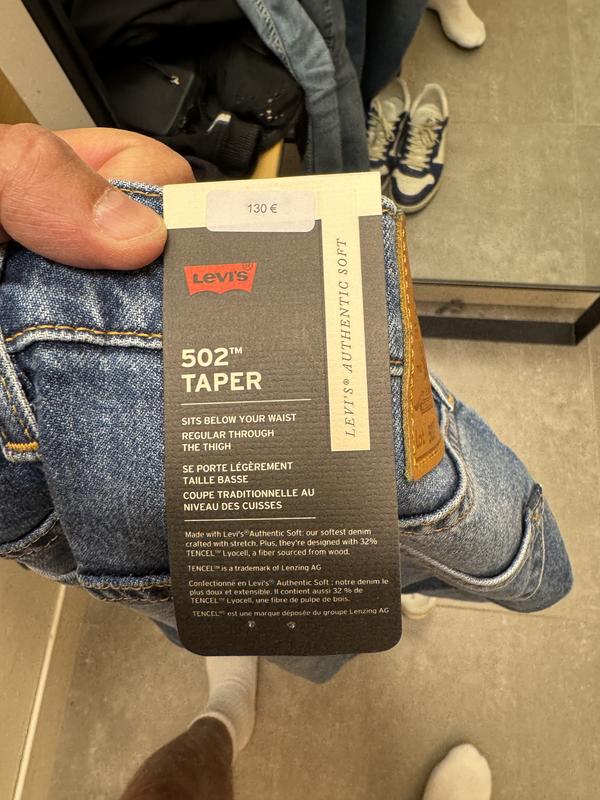 130 €
LEVI'S®
LEVI'S® AUTHENTIC SOFT
502™
TAPER
SITS BELOW YOUR WAIST
REGULAR THROUGH
THE THIGH
SE PORTE LÉGÈREMENT
TAILLE BASSE
COUPE TRADITIONNELLE AU
NIVEAU DES CUISSES
Made with Levi's® Authentic Soft: our softest denim
crafted with stretch. Plus, they're designed with 32%
TENCEL™ Lyocell, a fiber sourced from wood.
TENCEL™ is a trademark of Lenzing AG
Confectionné en Levi's® Authentic Soft : notre denim le
plus doux et extensible. Il contient aussi 32 % de
TENCEL™ Lyocell, une fibre de pulpe de bois.
TENCEL™ est une marque déposée du groupe Lenzing AG